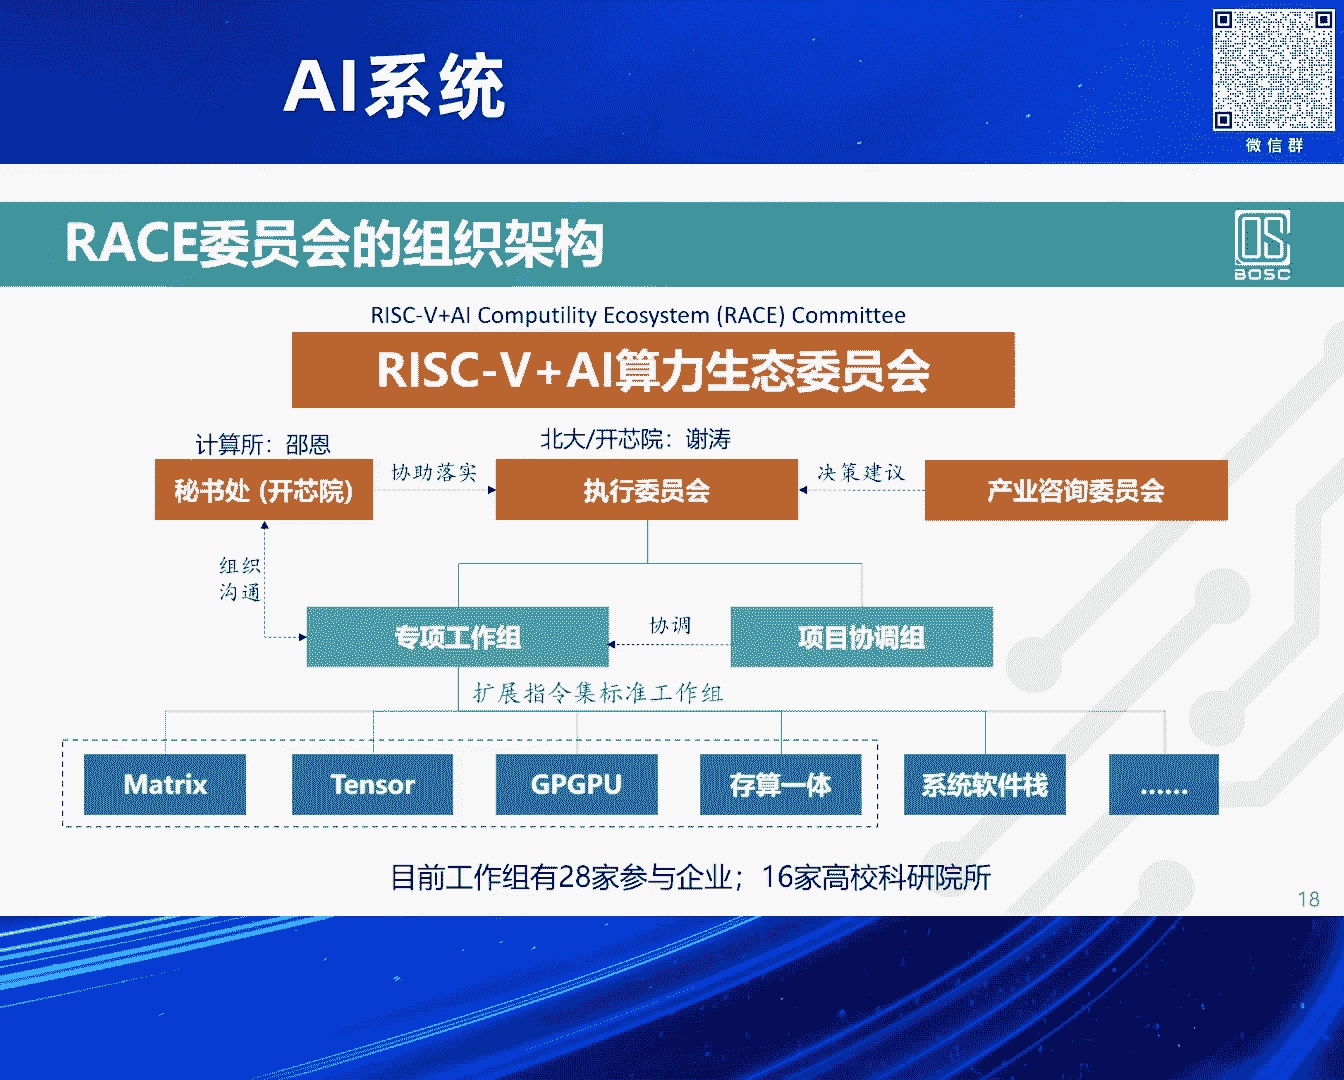 AI系统
微信群
RACE委员会的组织架构
BOSC
RISC-V+AI Computility Ecosystem (RACE) Committee
RISC-V+AI算力生态委员会
计算所：邵恩
北大/开芯院：谢涛
秘书处 (开芯院)
协助落实
执行委员会
决策建议
产业咨询委员会
组织
沟通
专项工作组
协调
项目协调组
扩展指令集标准工作组
Matrix
Tensor
GPGPU
存算一体
系统软件栈
......
目前工作组有28家参与企业；16家高校科研院所
18